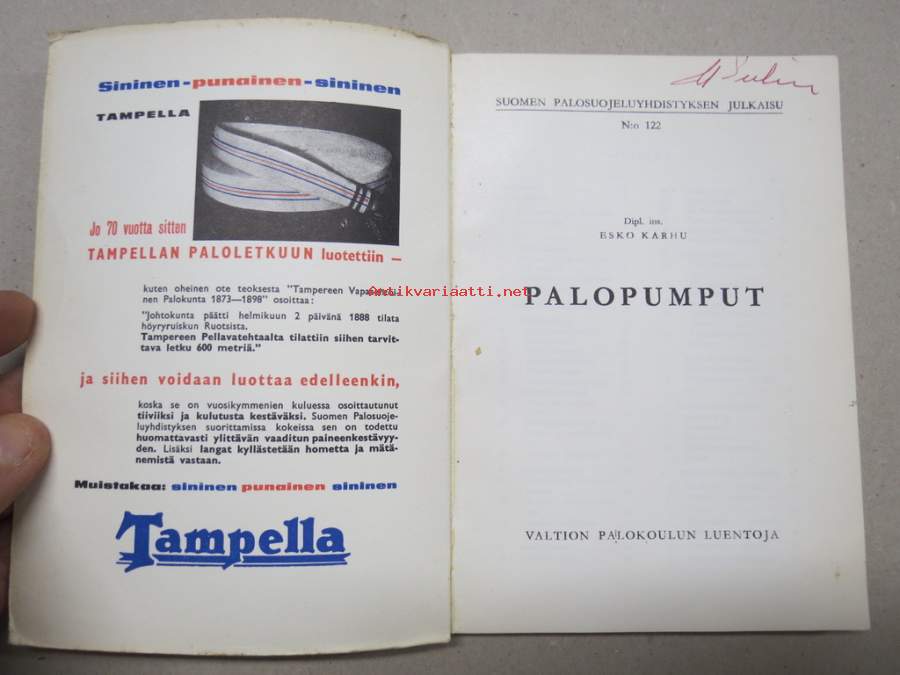 Sininen-punainen-sininen
TAMPELLA
Jo 70 vuotta sitten
TAMPELLAN PALOLETKUUN luotettiin —
kuten oheinen ote teoksesta "Tampereen
nen Palokunta 1873—1898" osoittaa:
"Johtokunta päätti helmikuun 2 päivänä 1888 tilata
höyryruiskun Ruotsista.
Tampereen Pellavatehtaalta tilattiin siihen tarvit-
tava letku 600 metriä."
ja siihen voidaan luottaa edelleenkin,
koska se on vuosikymmenien kuluessa osoittautunut
tiiviiksi ja kulutusta kestäväksi. Suomen Palosuoje-
luyhdistyksen suorittamissa kokeissa sen on todettu
huomattavasti ylittävän vaaditun paineenkestävyy-
den. Lisäksi langat kyllästetään hometta ja mätä-
nemistä vastaan.
Muistakaa: sininen punainen sininen
Tampella
SUOMEN PALOSUOJELUYHDISTYKSEN JULKAISU
N:o 122
Dipl. ins.
ESKO KARHU
PALOPUMPUT
VALTION PALOKOULUN LUENTOJA
Antikvariaatti.net